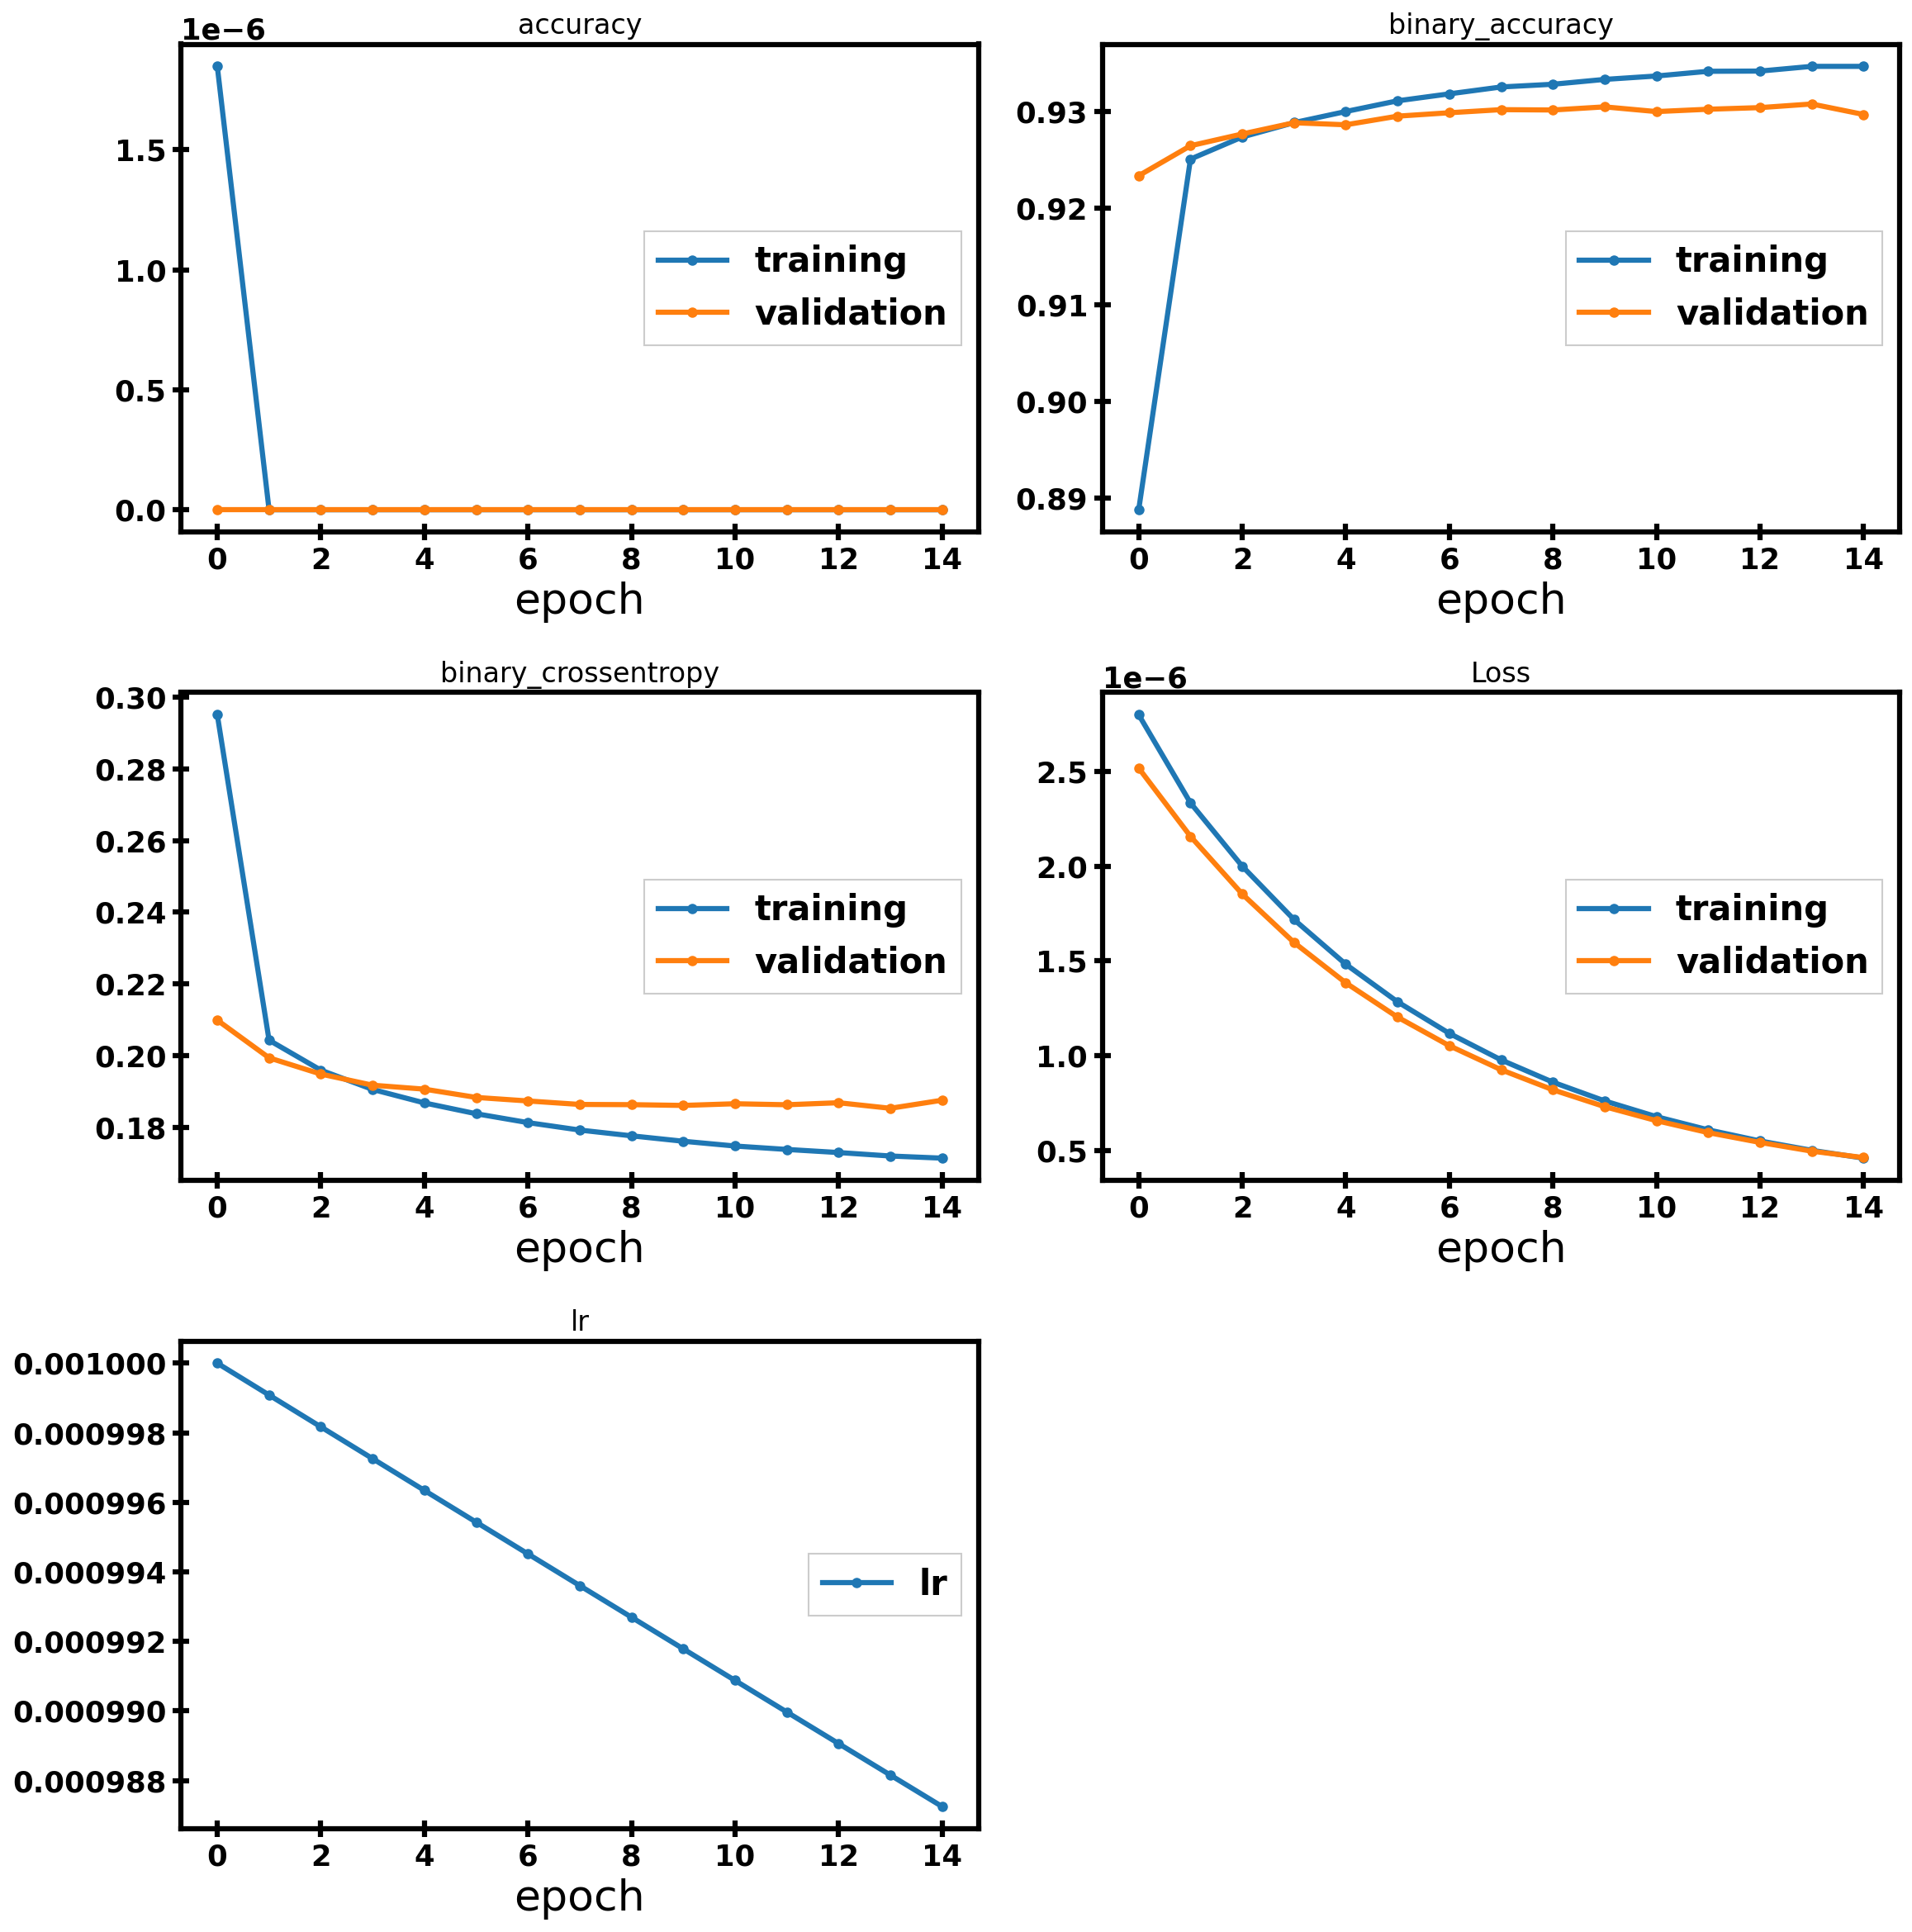 accuracy
1e−6
1.5
1.0
0.5
0.0
training
validation
0 2 4 6 8 10 12 14
epoch
binary_accuracy
0.93
0.92
0.91
0.90
0.89
training
validation
0 2 4 6 8 10 12 14
epoch
binary_crossentropy
0.30
0.28
0.26
0.24
0.22
0.20
0.18
training
validation
0 2 4 6 8 10 12 14
epoch
Loss
1e−6
2.5
2.0
1.5
1.0
0.5
training
validation
0 2 4 6 8 10 12 14
epoch
lr
0.001000
0.000998
0.000996
0.000994
0.000992
0.000990
0.000988
lr
0 2 4 6 8 10 12 14
epoch